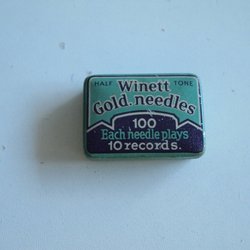 HALF TONE
Winett
Gold. needles
100
Each needle plays
10 records.